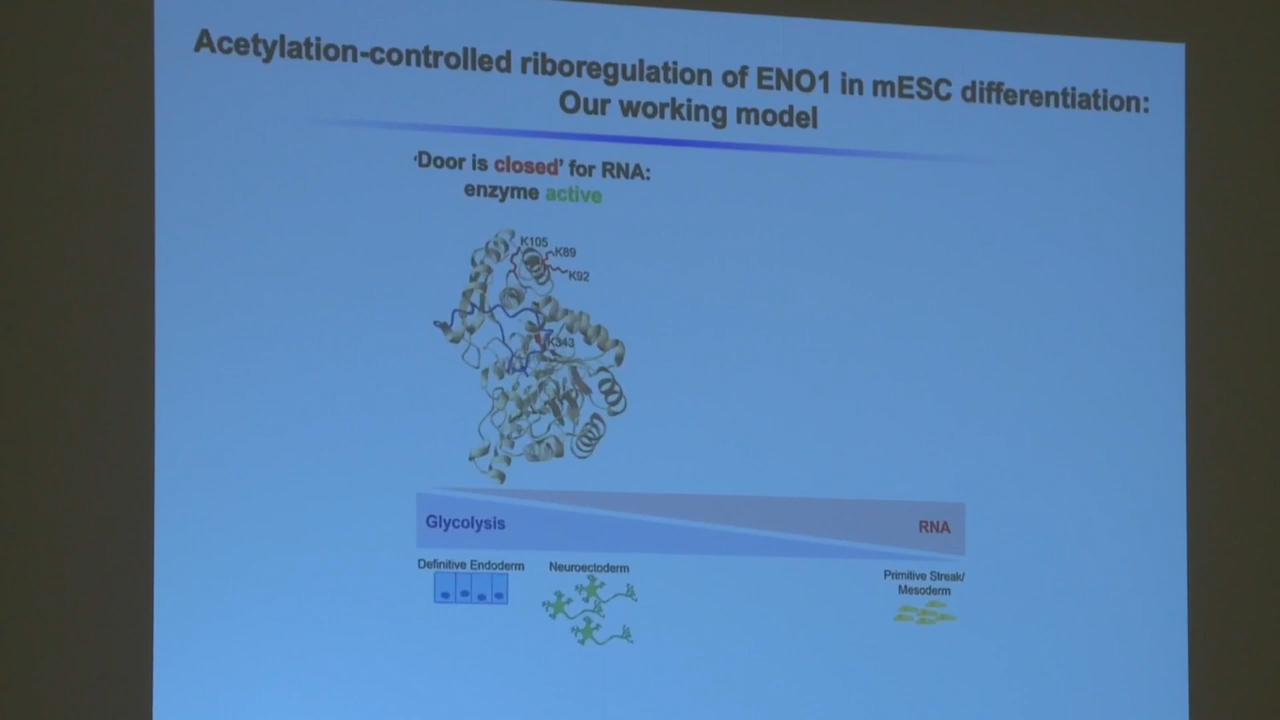 Acetylation-controlled riboregulation of ENO1 in mESC differentiation:
Our working model
'Door is closed' for RNA:
enzyme active
K105
K89
K92
K343
Glycolysis
RNA
Definitive Endoderm
Neuroectoderm
Primitive Streak/
Mesoderm